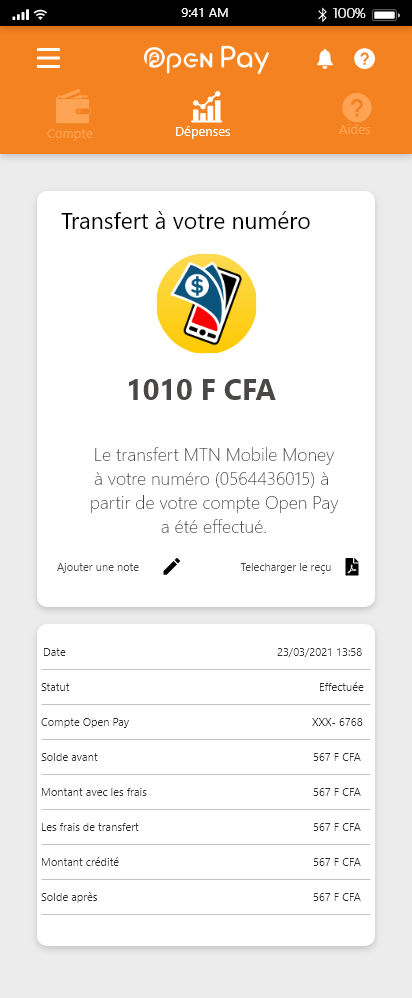 9:41 AM 100%
Open Pay
Compte Dépenses Aides
Transfert à votre numéro
1010 F CFA
Le transfert MTN Mobile Money
à votre numéro (0564436015) à
partir de votre compte Open Pay
a été effectué.
Ajouter une note Telecharger le reçu
Date 23/03/2021 13:58
Statut Effectuée
Compte Open Pay XXX- 6768
Solde avant 567 F CFA
Montant avec les frais 567 F CFA
Les frais de transfert 567 F CFA
Montant crédité 567 F CFA
Solde après 567 F CFA